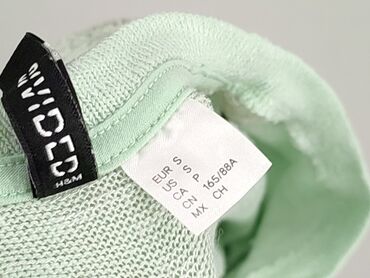 DIVIDED
H&M
EUR S
US S
CA P
CN 165/88A
MX CH